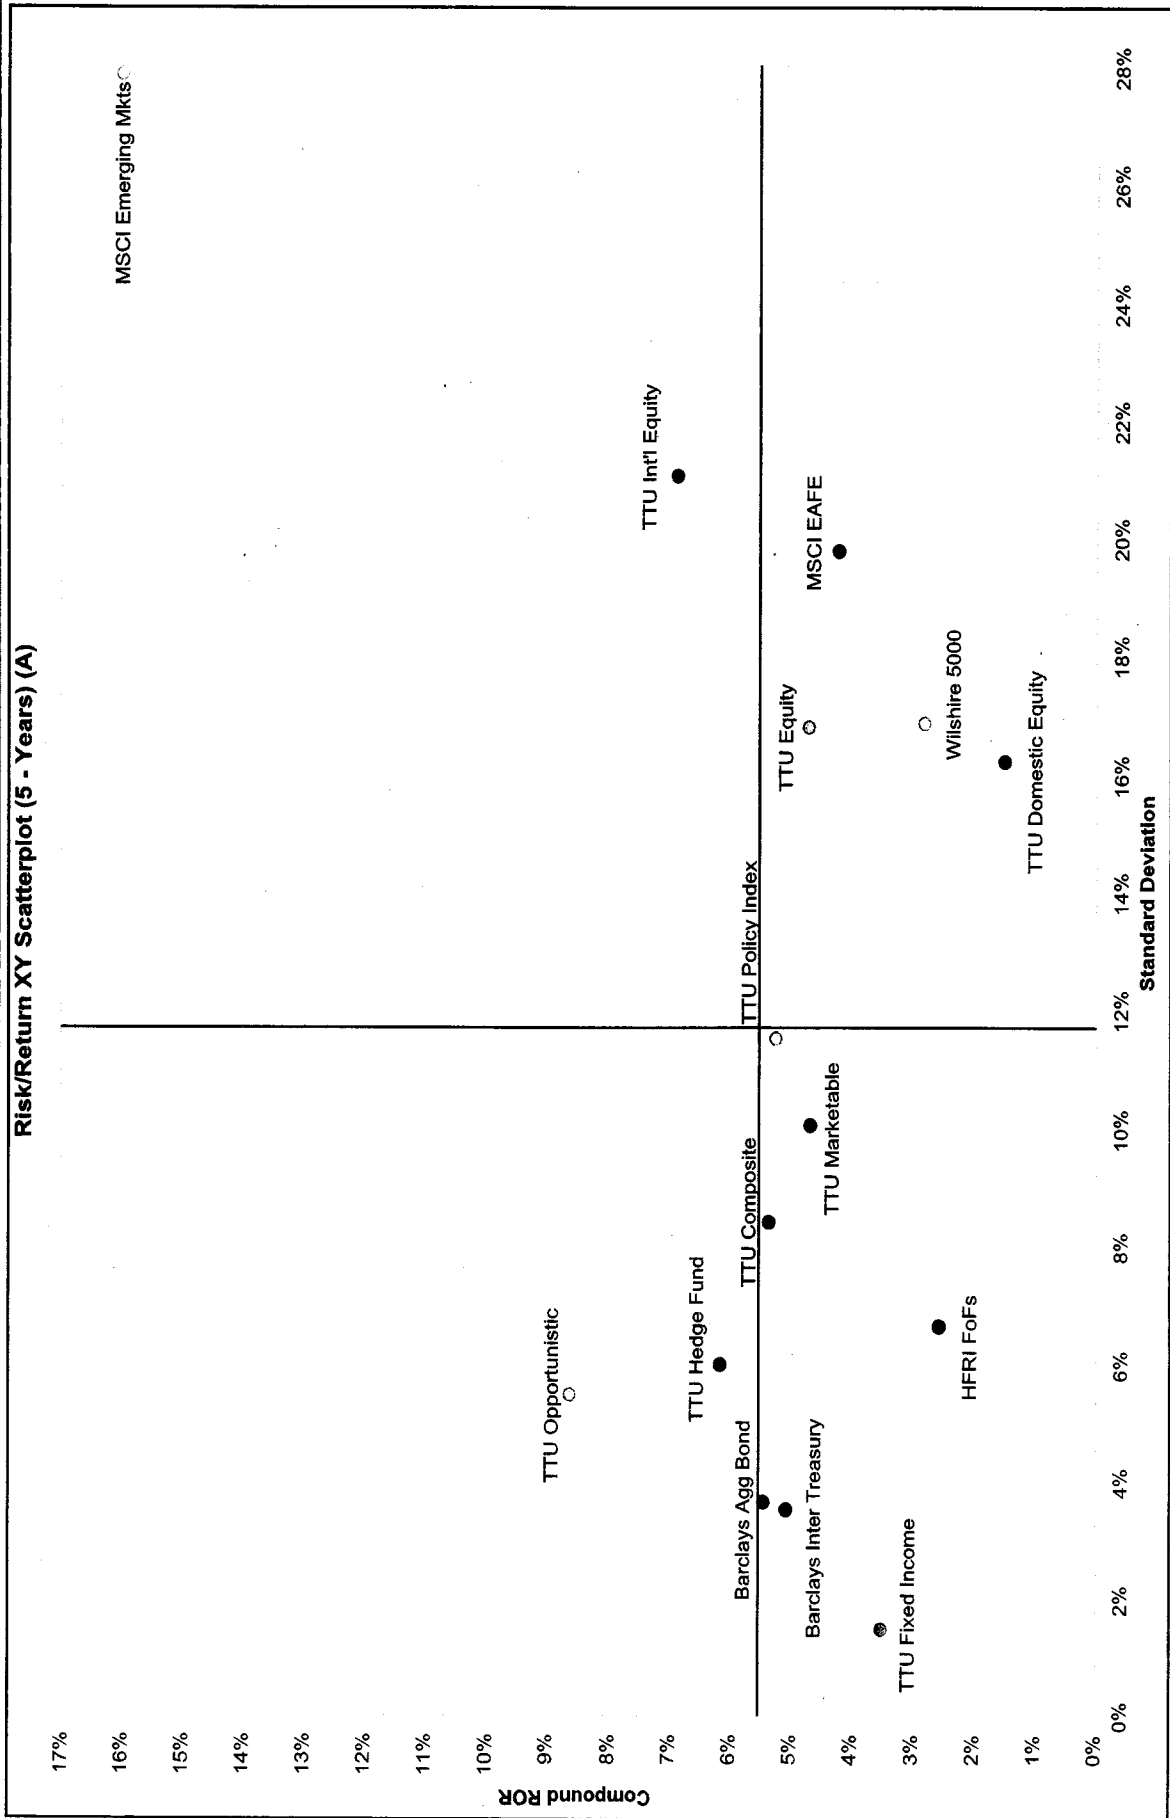 Risk/Return XY Scatterplot (5 - Years) (A)
Compound ROR
17%
16%
15%
14%
13%
12%
11%
10%
9%
8%
7%
6%
5%
4%
3%
2%
1%
0%
MSCI Emerging Mkts
TTU Opportunistic
TTU Int'l Equity
TTU Hedge Fund
Barclays Agg Bond
TTU Composite
TTU Policy Index
TTU Equity
MSCI EAFE
Barclays Inter Treasury
TTU Marketable
TTU Fixed Income
HFRI FoFs
Wilshire 5000
TTU Domestic Equity
0%
2%
4%
6%
8%
10%
12%
14%
16%
18%
20%
22%
24%
26%
28%
Standard Deviation